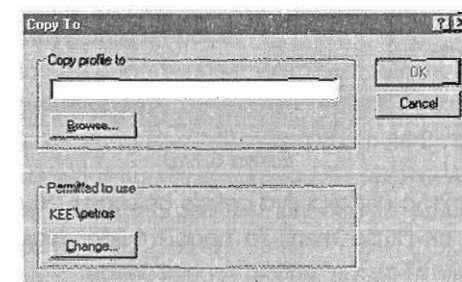 Copy To
Copy profile to
OK
Cancel
Browse...
Permitted to use
KEE\petros
Change...